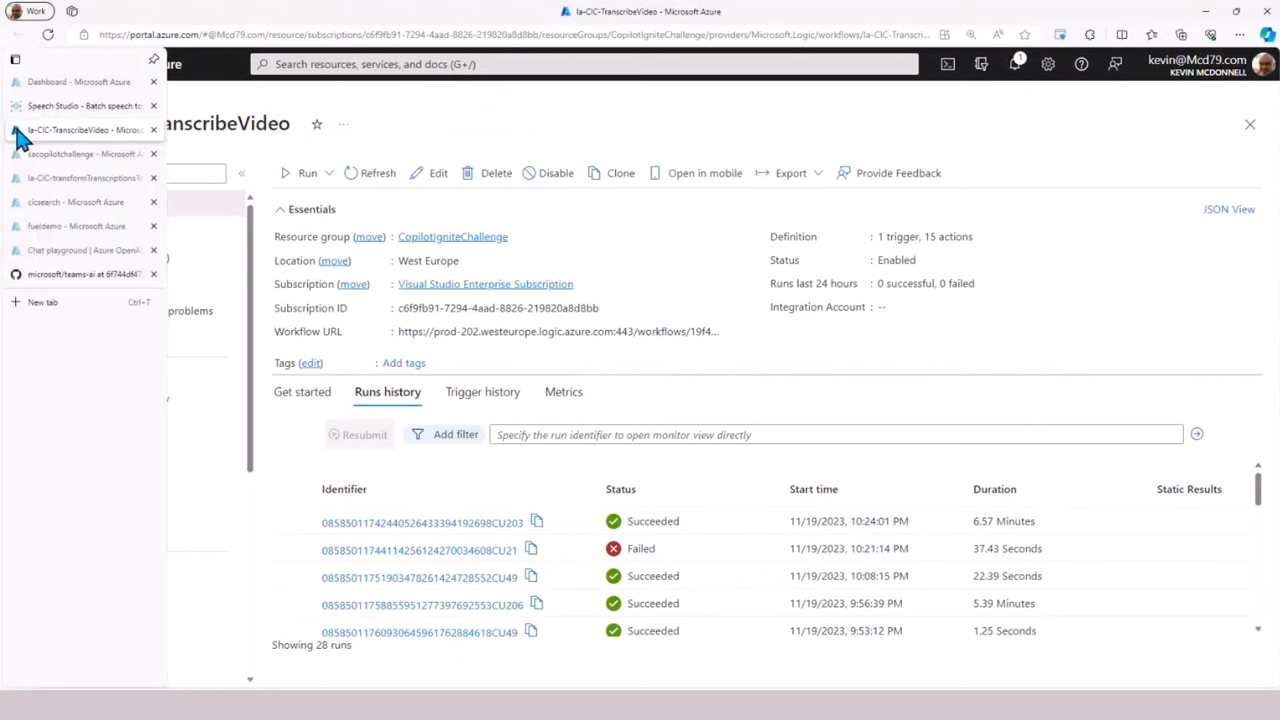 Work
la-CIC-TranscribeVideo - Microsoft Azure
https://portal.azure.com/#@Mcd79.com/resource/subscriptions/c6f9fb91-7294-4aad-8826-219820a8d8bb/resourceGroups/CopilotIgniteChallenge/providers/Microsoft.Logic/workflows/la-CIC-Transcri...
ure
Search resources, services, and docs (G+/)
1
kevin@Mcd79.com
KEVIN MCDONNELL
Dashboard - Microsoft Azure
Speech Studio - Batch speech to
la-CIC-TranscribeVideo - Micros
sacopilotchallenge - Microsoft A
la-CIC-transformTranscriptionsT
cicsearch - Microsoft Azure
fueldemo - Microsoft Azure
Chat playground | Azure OpenA
microsoft/teams-ai at 6f744df47
New tab Ctrl+T
anscribeVideo
Run Refresh Edit Delete Disable Clone Open in mobile Export Provide Feedback
Essentials JSON View
Resource group (move) : CopilotIgniteChallenge
Location (move) : West Europe
Subscription (move) : Visual Studio Enterprise Subscription
Subscription ID : c6f9fb91-7294-4aad-8826-219820a8d8bb
Workflow URL : https://prod-202.westeurope.logic.azure.com:443/workflows/19f4...
Definition : 1 trigger, 15 actions
Status : Enabled
Runs last 24 hours : 0 successful, 0 failed
Integration Account : --
problems
Tags (edit) : Add tags
Get started Runs history Trigger history Metrics
Resubmit Add filter Specify the run identifier to open monitor view directly
Identifier Status Start time Duration Static Results
08585011742440526433394192698CU203 Succeeded 11/19/2023, 10:24:01 PM 6.57 Minutes
08585011744114256124270034608CU21 Failed 11/19/2023, 10:21:14 PM 37.43 Seconds
08585011751903478261424728552CU49 Succeeded 11/19/2023, 10:08:15 PM 22.39 Seconds
08585011758855951277397692553CU206 Succeeded 11/19/2023, 9:56:39 PM 5.39 Minutes
08585011760930645961762884618CU49 Succeeded 11/19/2023, 9:53:12 PM 1.25 Seconds
Showing 28 runs